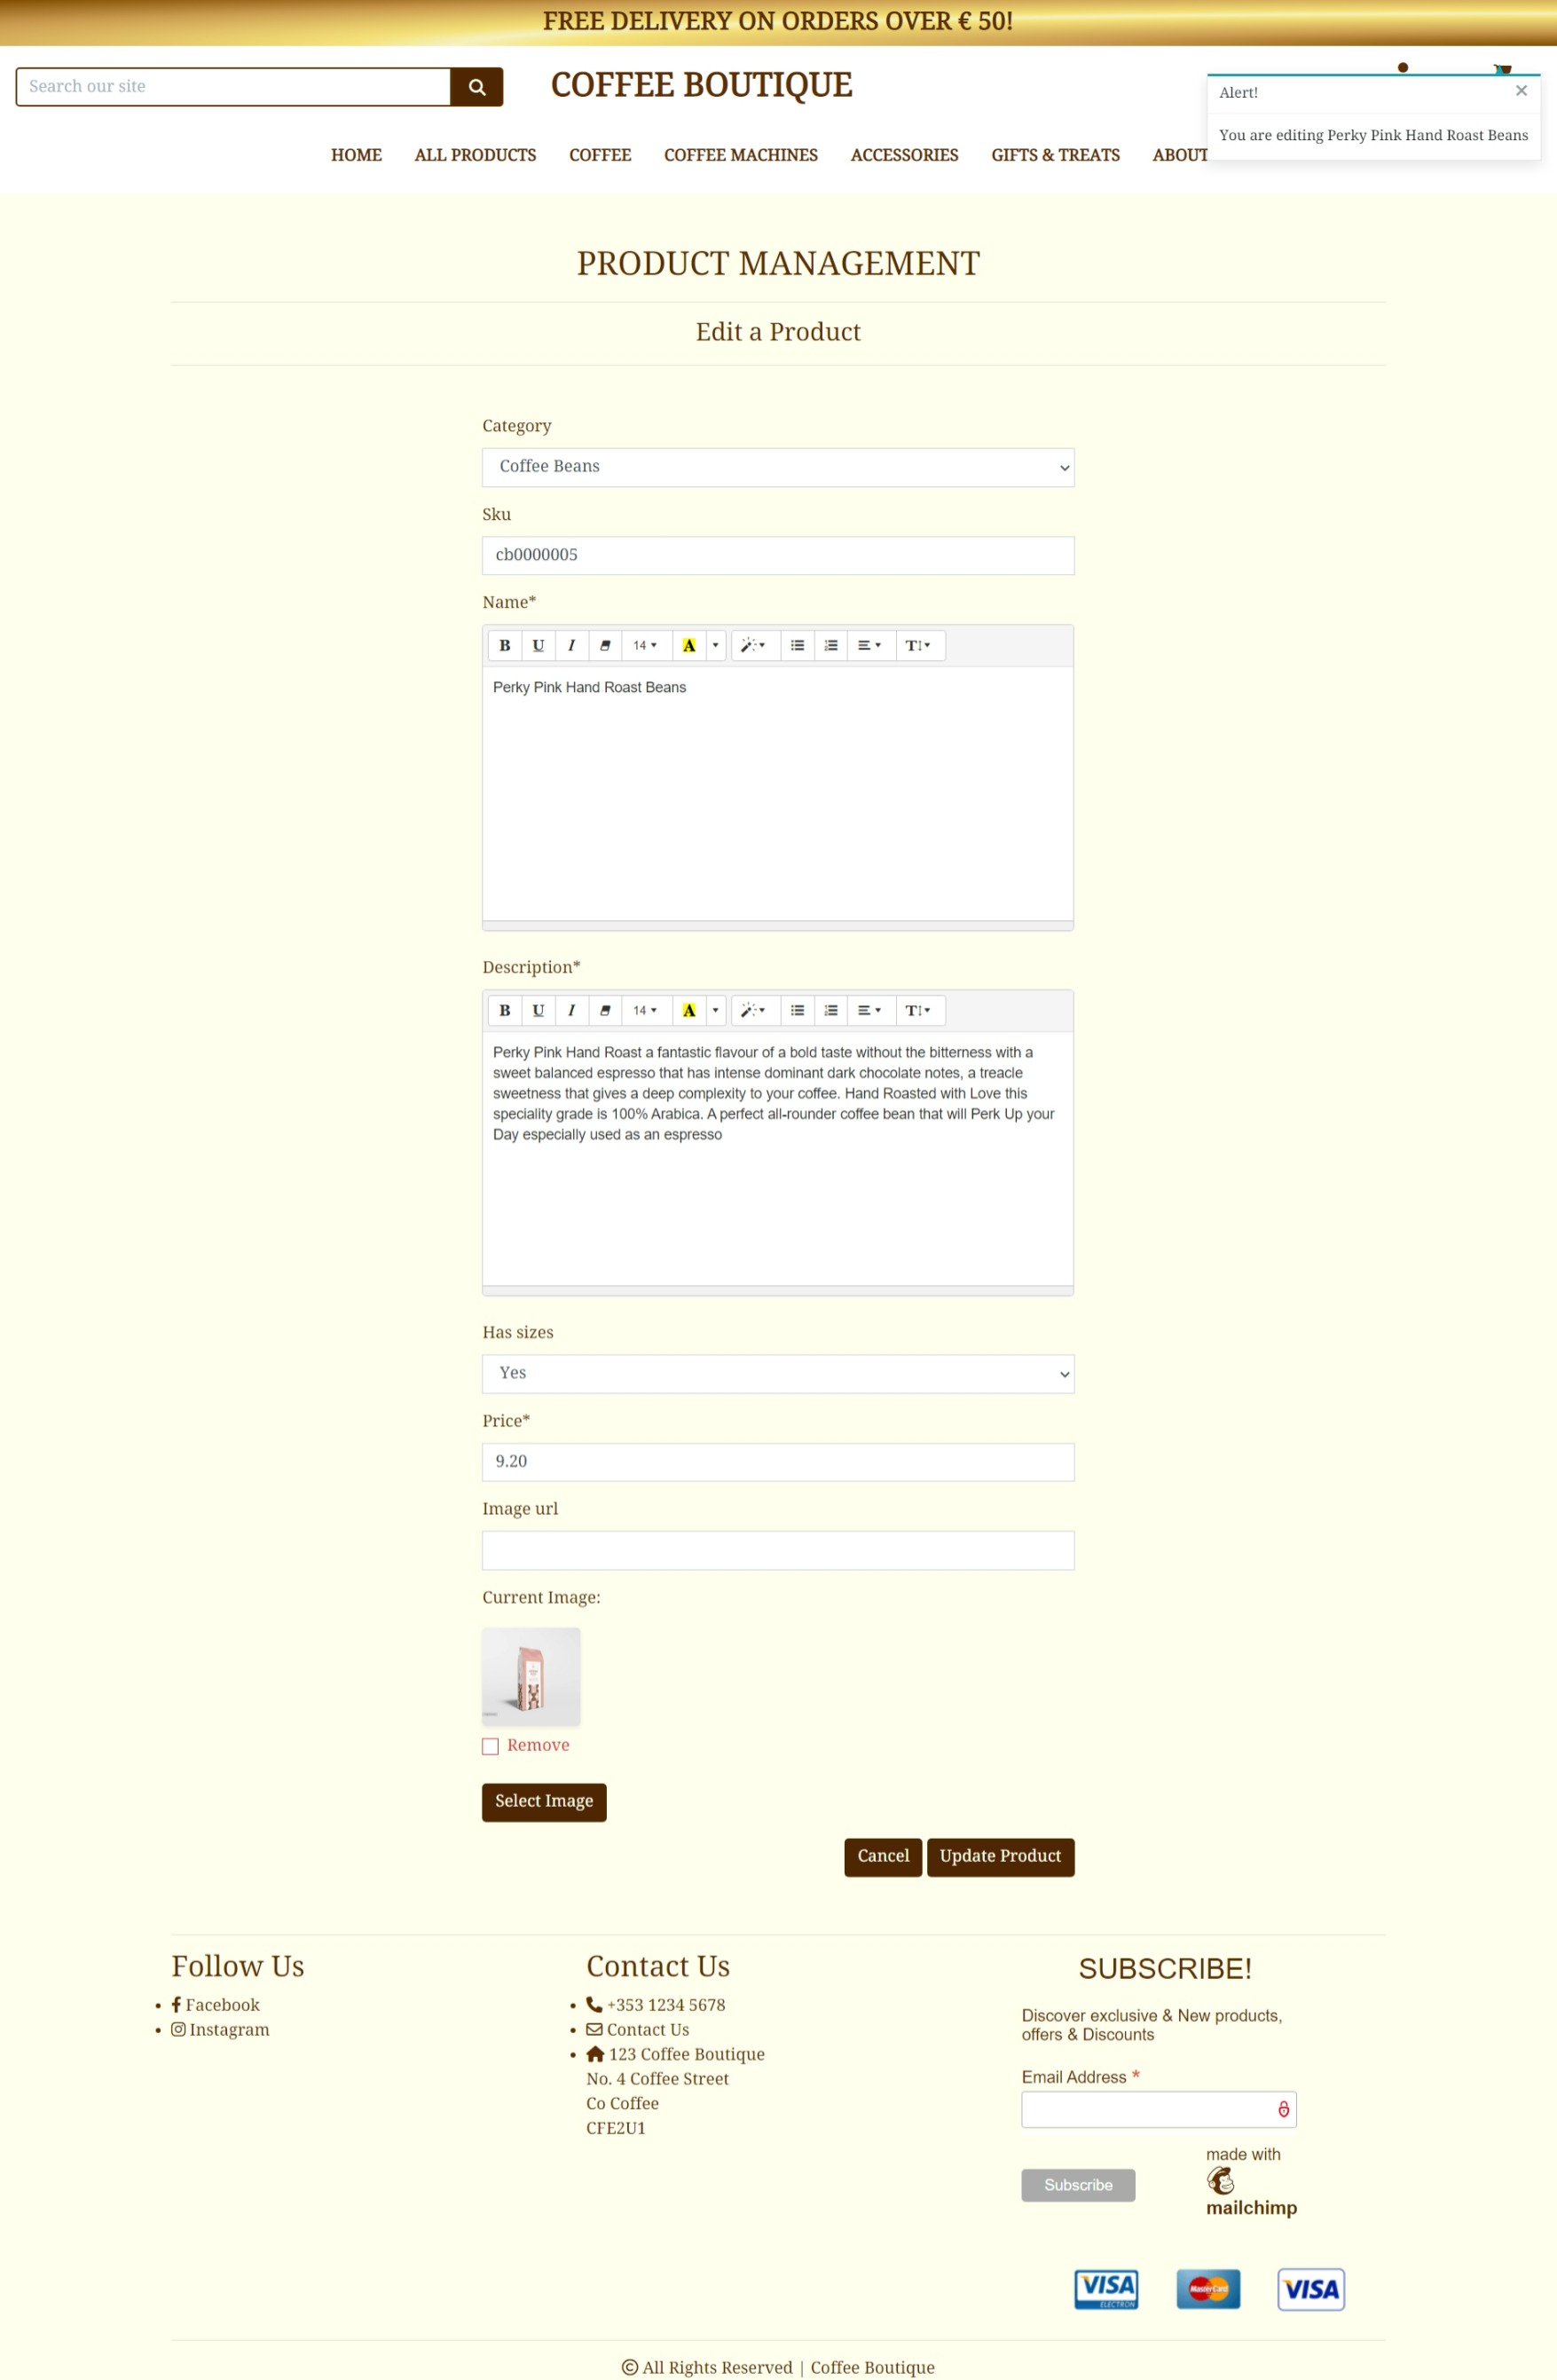 FREE DELIVERY ON ORDERS OVER € 50!
Search our site
COFFEE BOUTIQUE
Alert!
You are editing Perky Pink Hand Roast Beans
HOME ALL PRODUCTS COFFEE COFFEE MACHINES ACCESSORIES GIFTS & TREATS ABOUT
PRODUCT MANAGEMENT
Edit a Product
Category
Coffee Beans
Sku
cb0000005
Name*
B U I 14 A T
Perky Pink Hand Roast Beans
Description*
B U I 14 A T
Perky Pink Hand Roast a fantastic flavour of a bold taste without the bitterness with a
sweet balanced espresso that has intense dominant dark chocolate notes, a treacle
sweetness that gives a deep complexity to your coffee. Hand Roasted with Love this
speciality grade is 100% Arabica. A perfect all-rounder coffee bean that will Perk Up your
Day especially used as an espresso
Has sizes
Yes
Price*
9.20
Image url
Current Image:
Remove
Select Image
Cancel Update Product
Follow Us
Facebook
Instagram
Contact Us
+353 1234 5678
Contact Us
123 Coffee Boutique
No. 4 Coffee Street
Co Coffee
CFE2U1
SUBSCRIBE!
Discover exclusive & New products,
offers & Discounts
Email Address *
Subscribe
made with
mailchimp
VISA ELECTRON
MasterCard
VISA
© All Rights Reserved | Coffee Boutique